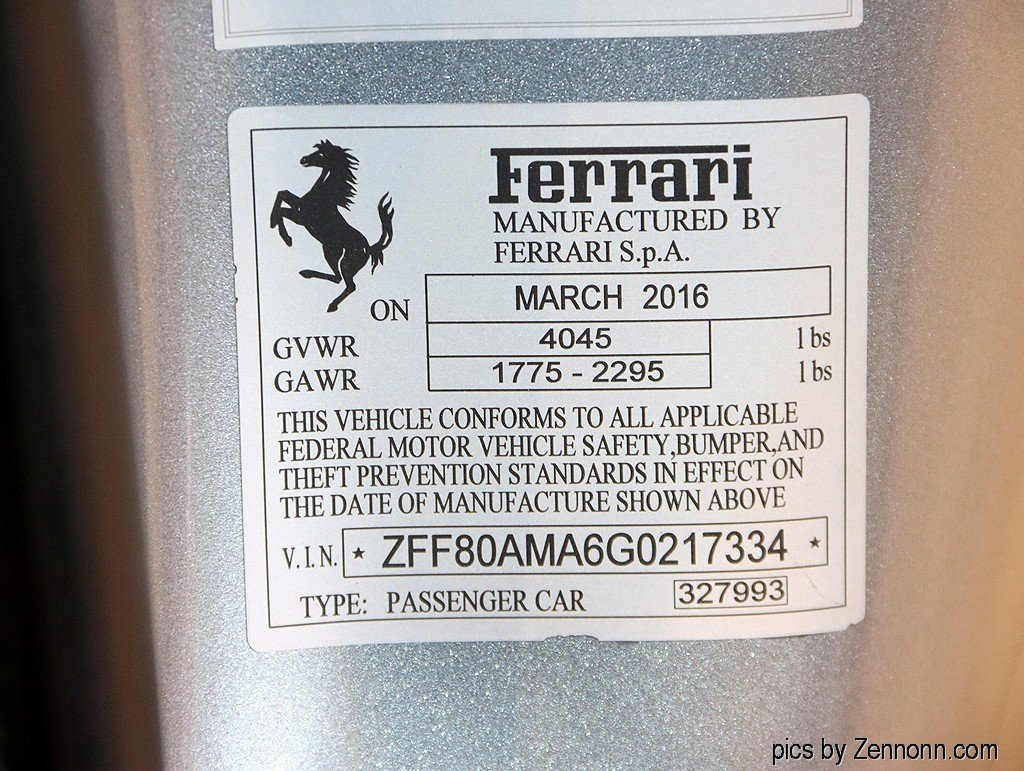 Ferrari
MANUFACTURED BY
FERRARI S.p.A.
ON MARCH 2016
GVWR 4045 lbs
GAWR 1775 - 2295 lbs
THIS VEHICLE CONFORMS TO ALL APPLICABLE
FEDERAL MOTOR VEHICLE SAFETY,BUMPER,AND
THEFT PREVENTION STANDARDS IN EFFECT ON
THE DATE OF MANUFACTURE SHOWN ABOVE
V.I.N. ★ ZFF80AMA6G0217334 ★
TYPE: PASSENGER CAR 327993
pics by Zennonn.com